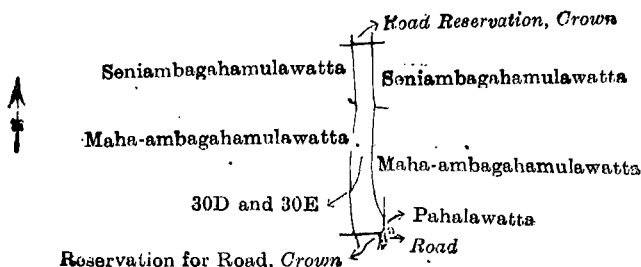 Road Reservation, Crown
Seniambagahamulawatta
Seniambagahamulawatta
Maha-ambagahamulawatta
Maha-ambagahamulawatta
30D and 30E
Pahalawatta
Road
Reservation for Road, Crown